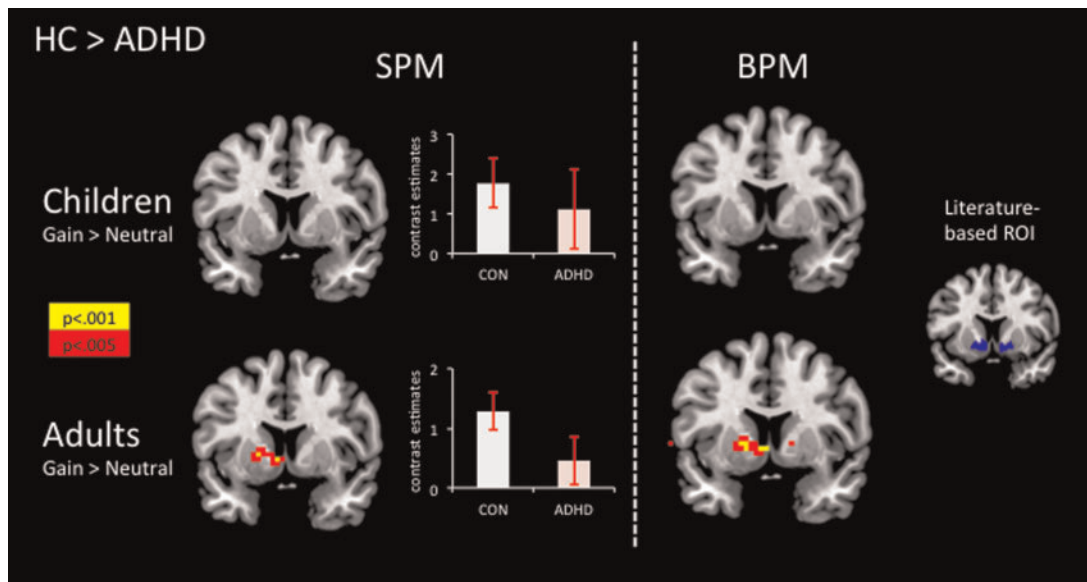 HC > ADHD
SPM
BPM
Children
Gain > Neutral
contrast estimates
3
2
1
0
CON
ADHD
Literature-
based ROI
p<.001
p<.005
Adults
Gain > Neutral
contrast estimates
2
1
0
CON
ADHD